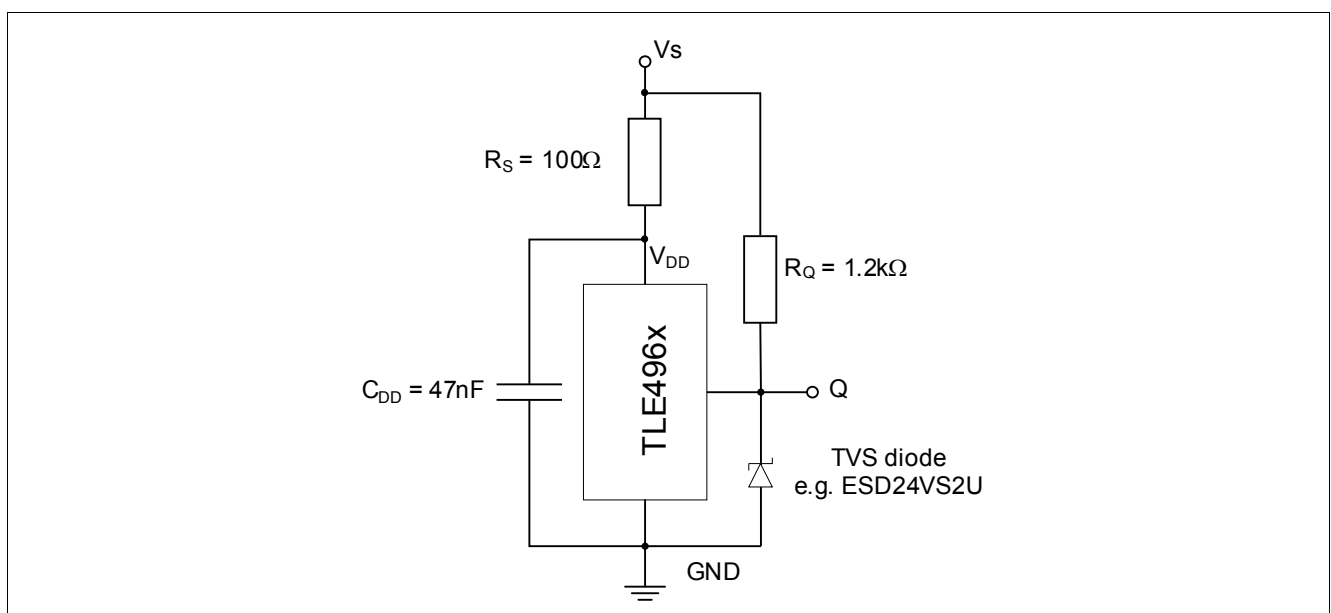 Vs
R_S = 100Ω
V_DD
R_Q = 1.2kΩ
TLE496x
C_DD = 47nF
Q
TVS diode
e.g. ESD24VS2U
GND